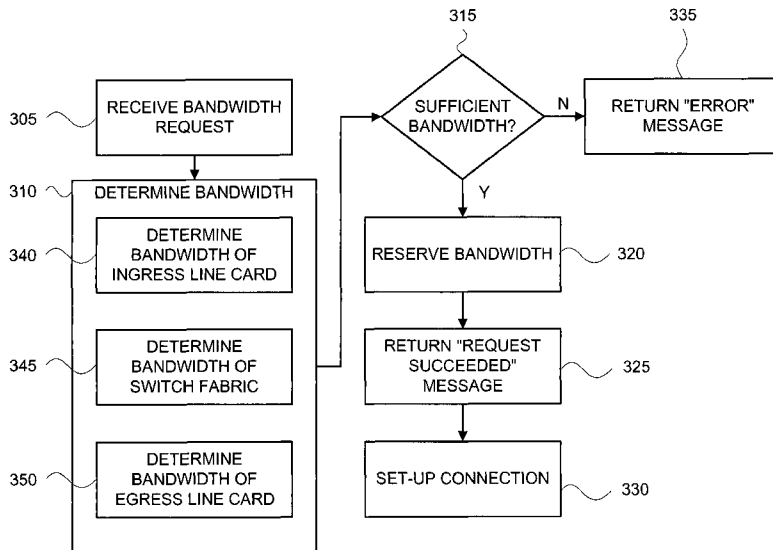 305
RECEIVE BANDWIDTH
REQUEST
310
DETERMINE BANDWIDTH
340
DETERMINE
BANDWIDTH OF
INGRESS LINE CARD
345
DETERMINE
BANDWIDTH OF
SWITCH FABRIC
350
DETERMINE
BANDWIDTH OF
EGRESS LINE CARD
315
SUFFICIENT
BANDWIDTH?
N
Y
335
RETURN "ERROR"
MESSAGE
RESERVE BANDWIDTH
320
RETURN "REQUEST
SUCCEEDED"
MESSAGE
325
SET-UP CONNECTION
330